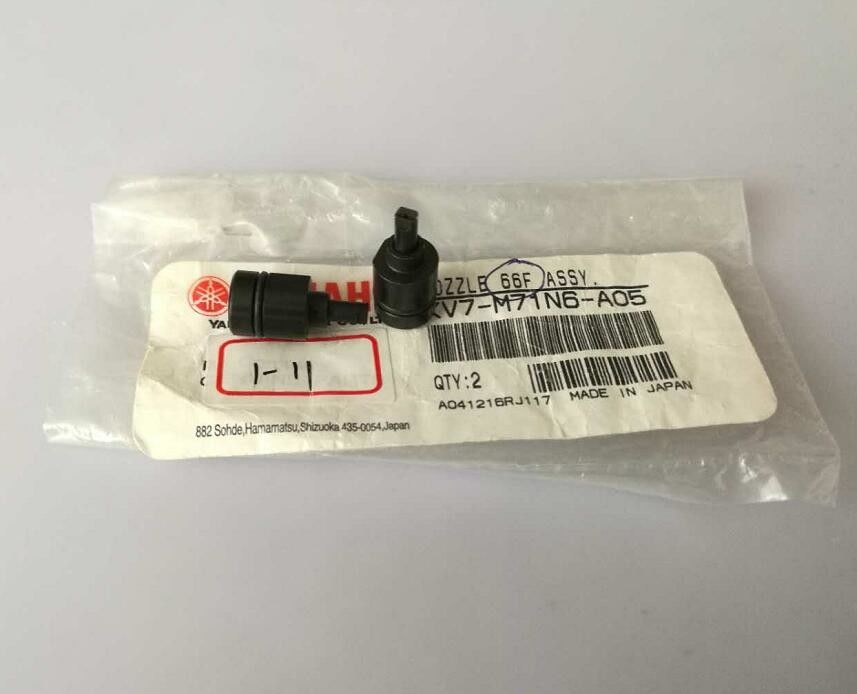 66F ASSY.
KV7-M71N6-A05
QTY:2
A041216RJ117 MADE IN JAPAN
1-11
882 Sohde,Hamamatsu,Shizuoka 435-0054,Japan